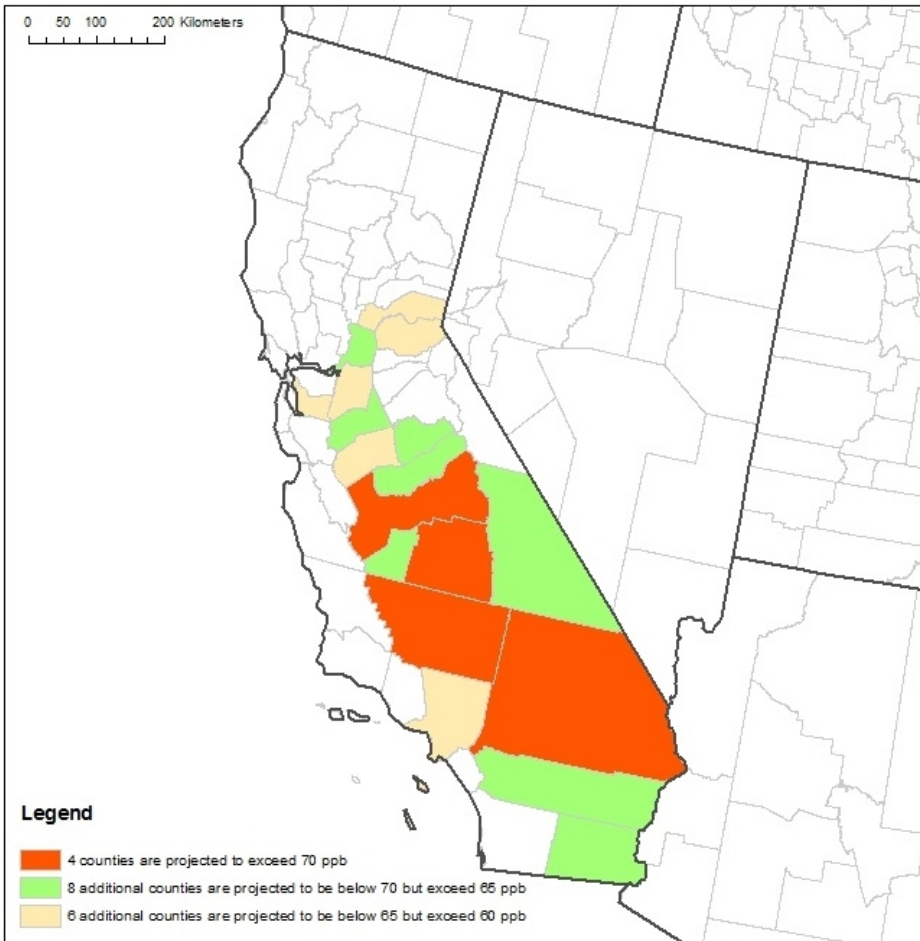 0 50 100 200 Kilometers
Legend
4 counties are projected to exceed 70 ppb
8 additional counties are projected to be below 70 but exceed 65 ppb
6 additional counties are projected to be below 65 but exceed 60 ppb